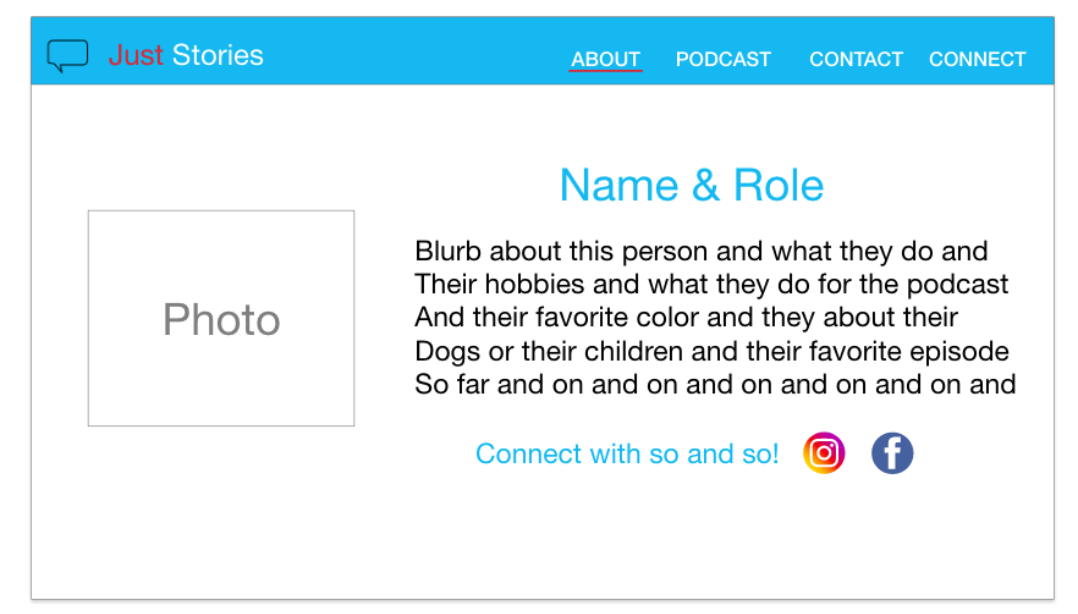 Just Stories
ABOUT PODCAST CONTACT CONNECT
Name & Role
Photo
Blurb about this person and what they do and
Their hobbies and what they do for the podcast
And their favorite color and they about their
Dogs or their children and their favorite episode
So far and on and on and on and on and on and
Connect with so and so!